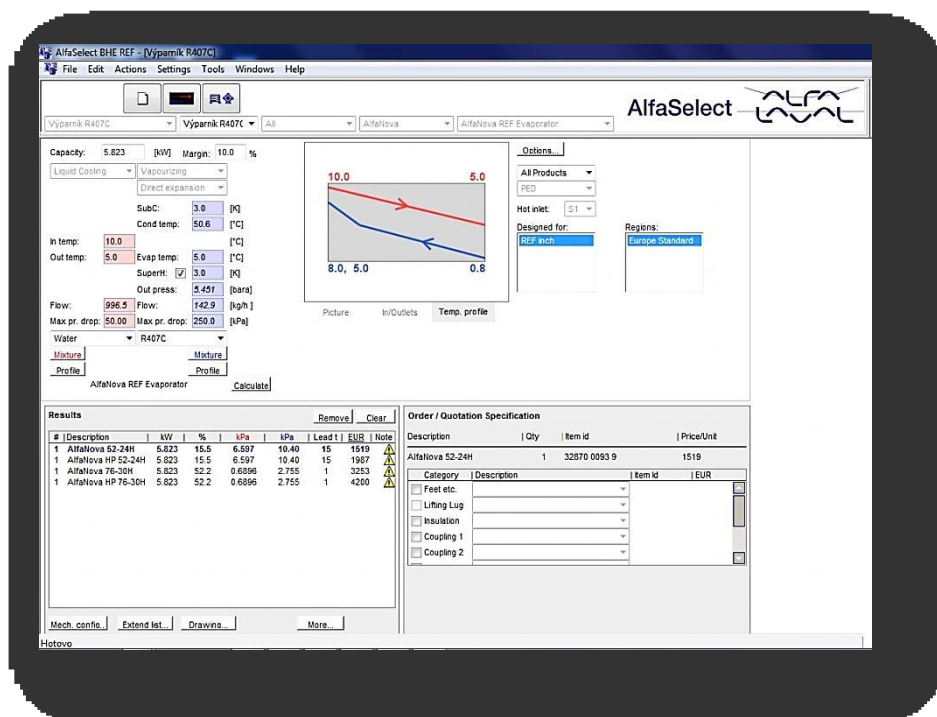 AlfaSelect BHE REF - [Výparník R407C]
File Edit Actions Settings Tools Windows Help
AlfaSelect
ALFA LAVAL
Výparník R407C Výparník R407C All AlfaNova AlfaNova REF Evaporator
Capacity: 5.823 [kW] Margin: 10.0 %
Liquid Cooling Vapourizing
Direct expansion
SubC: 3.0 [K]
Cond temp: 50.6 [°C]
In temp: 10.0 [°C]
Out temp: 5.0 Evap temp: 5.0 [°C]
SuperH: 3.0 [K]
Out press: 5.451 [bara]
Flow: 996.5 Flow: 142.9 [kg/h ]
Max pr. drop: 50.00 Max pr. drop: 250.0 [kPa]
Water R407C
Mixture Mixture
Profile Profile
AlfaNova REF Evaporator Calculate
10.0 5.0
8.0, 5.0 0.8
Picture In/Outlets Temp. profile
Options...
All Products
PED
Hot inlet: S1
Designed for: Regions:
REF inch Europe Standard
Results Remove Clear
# |Description | kW | % | kPa | kPa | Lead t | EUR | Note
1 AlfaNova 52-24H 5.823 15.5 6.597 10.40 15 1519
1 AlfaNova HP 52-24H 5.823 15.5 6.597 10.40 15 1987
1 AlfaNova 76-30H 5.823 52.2 0.6896 2.755 1 3253
1 AlfaNova HP 76-30H 5.823 52.2 0.6896 2.755 1 4200
Mech. config.. Extend list... Drawing... More...
Order / Quotation Specification
Description | Qty | Item id | Price/Unit
AlfaNova 52-24H 1 32870 0093 9 1519
Category | Description | Item id | EUR
Feet etc.
Lifting Lug
Insulation
Coupling 1
Coupling 2
Hotovo